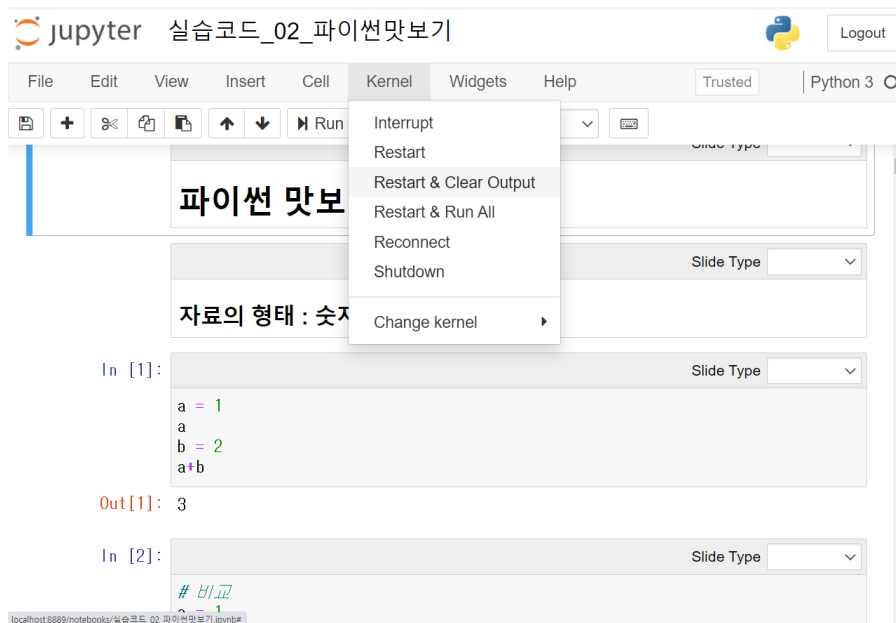 jupyter 실습코드_02_파이썬맛보기
Logout
File Edit View Insert Cell Kernel Widgets Help
Trusted Python 3
Run
Interrupt
Restart
Restart & Clear Output
Restart & Run All
Reconnect
Shutdown
Change kernel
Slide Type
파이썬 맛보
Slide Type
자료의 형태 : 숫자
In [1]:
Slide Type
a = 1
a
b = 2
a+b
Out[1]: 3
In [2]:
Slide Type
# 비교
a = 1
localhost:8889/notebooks/실습코드_02_파이썬맛보기.ipynb#